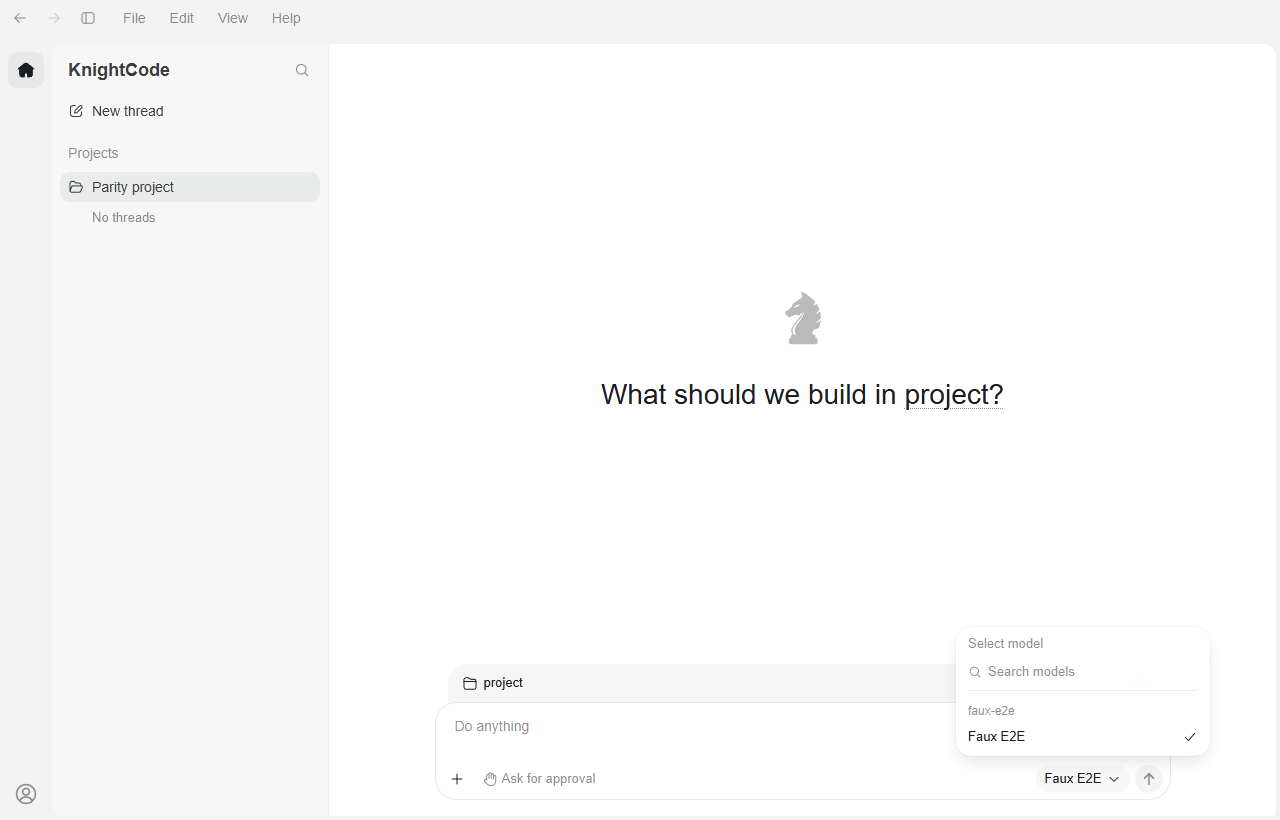 File Edit View Help
KnightCode
New thread
Projects
Parity project
No threads
What should we build in project?
project
Do anything
Ask for approval
Faux E2E
Select model
Search models
faux-e2e
Faux E2E